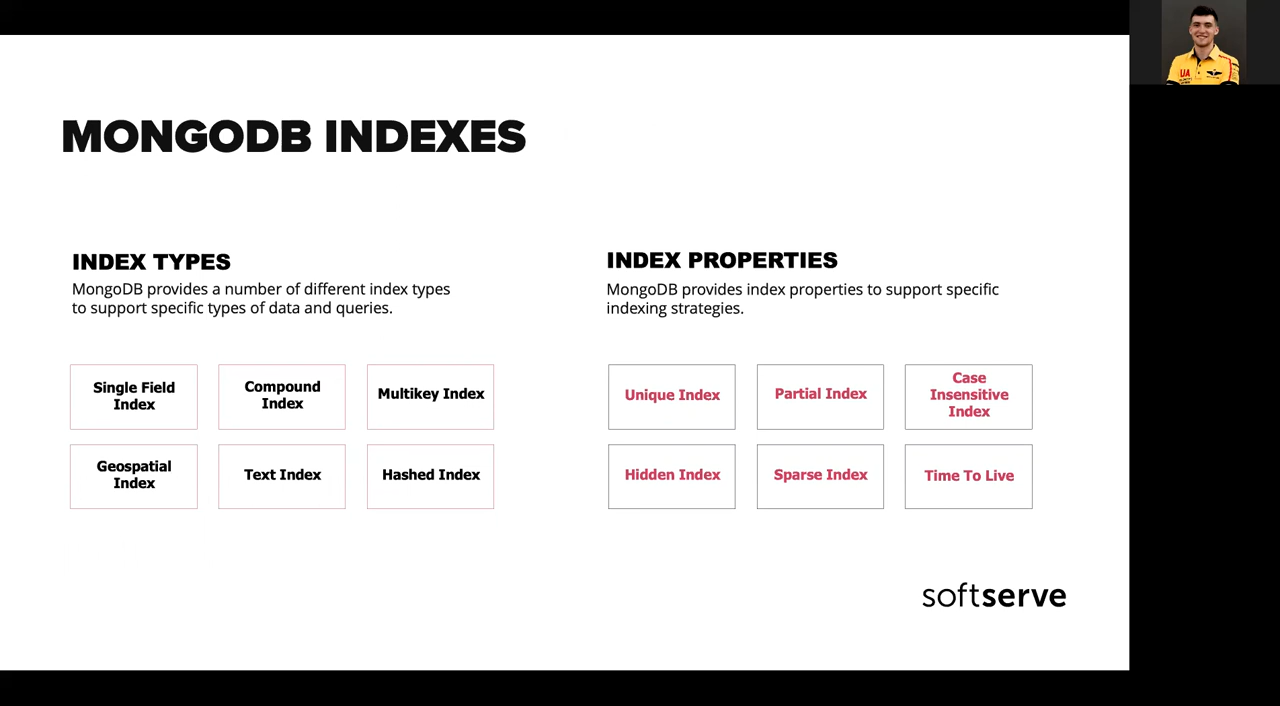 MONGODB INDEXES
INDEX TYPES
MongoDB provides a number of different index types
to support specific types of data and queries.
Single Field
Index
Compound
Index
Multikey Index
Geospatial
Index
Text Index
Hashed Index
INDEX PROPERTIES
MongoDB provides index properties to support specific
indexing strategies.
Unique Index
Partial Index
Case
Insensitive
Index
Hidden Index
Sparse Index
Time To Live
softserve
UA